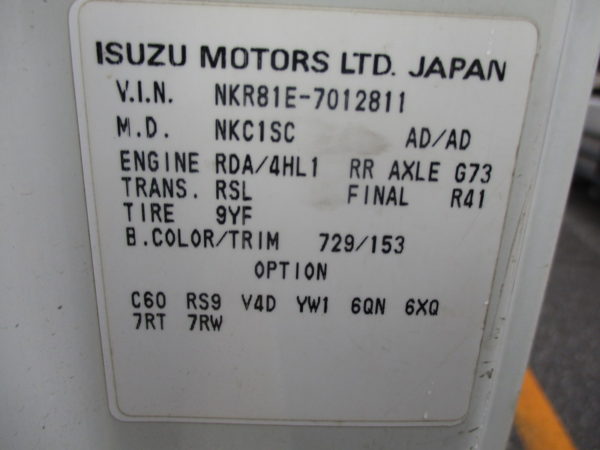 ISUZU MOTORS LTD. JAPAN
V.I.N. NKR81E-7012811
M.D. NKC1SC AD/AD
ENGINE RDA/4HL1 RR AXLE G73
TRANS. RSL FINAL R41
TIRE 9YF
B.COLOR/TRIM 729/153
OPTION
C60 RS9 V4D YW1 6QN 6XQ
7RT 7RW